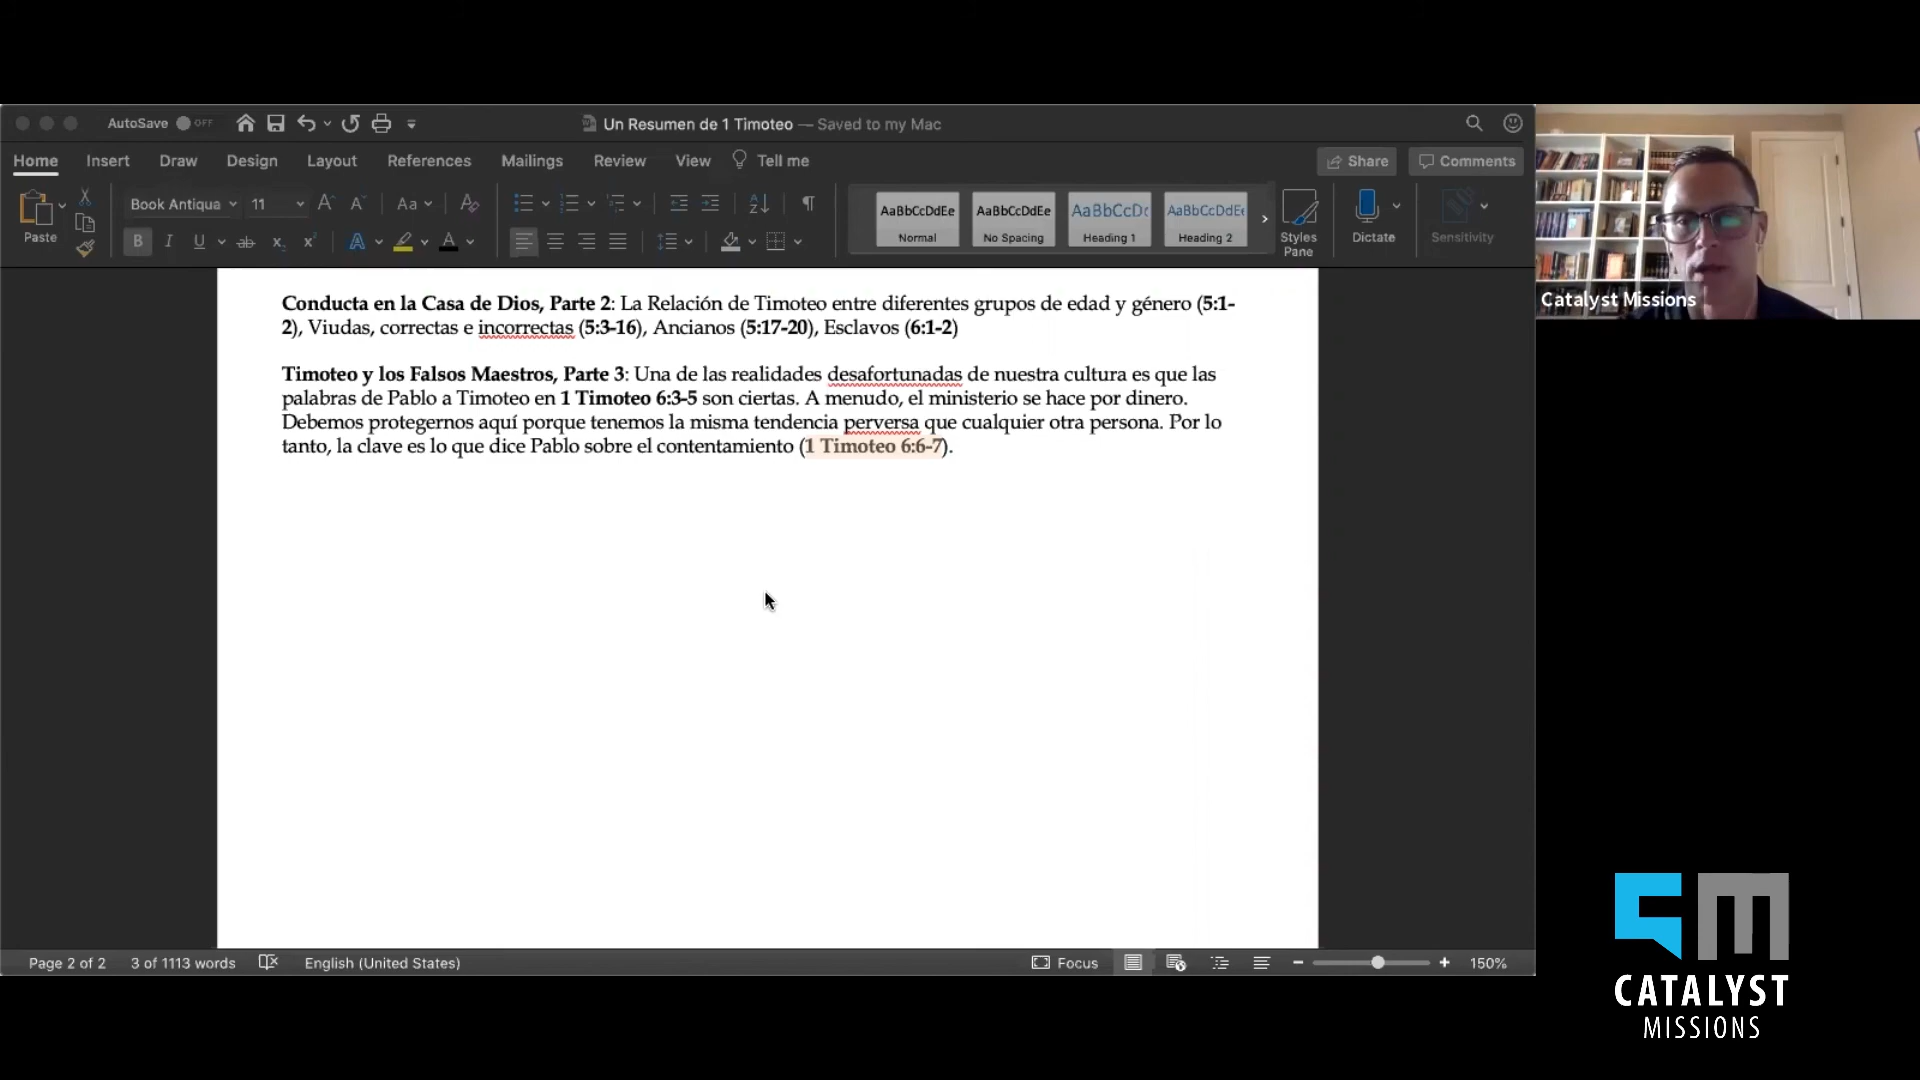 AutoSave OFF Un Resumen de 1 Timoteo — Saved to my Mac
Home Insert Draw Design Layout References Mailings Review View Tell me Share Comments
Paste Book Antiqua 11 Aa AaBbCcDdEe AaBbCcDdEe AaBbCcDc AaBbCcDdEe Styles Pane Dictate Sensitivity
Normal No Spacing Heading 1 Heading 2
Catalyst Missions
Conducta en la Casa de Dios, Parte 2: La Relación de Timoteo entre diferentes grupos de edad y género (5:1-
2), Viudas, correctas e incorrectas (5:3-16), Ancianos (5:17-20), Esclavos (6:1-2)
Timoteo y los Falsos Maestros, Parte 3: Una de las realidades desafortunadas de nuestra cultura es que las
palabras de Pablo a Timoteo en 1 Timoteo 6:3-5 son ciertas. A menudo, el ministerio se hace por dinero.
Debemos protegernos aquí porque tenemos la misma tendencia perversa que cualquier otra persona. Por lo
tanto, la clave es lo que dice Pablo sobre el contentamiento (1 Timoteo 6:6-7).
Page 2 of 2 3 of 1113 words English (United States) Focus 150%
CATALYST
MISSIONS